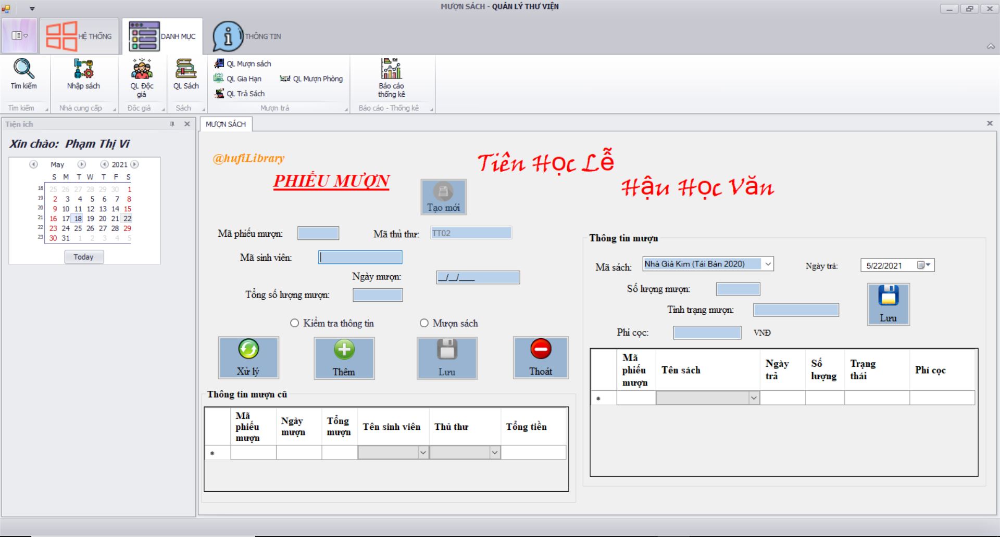 MƯỢN SÁCH - QUẢN LÝ THƯ VIỆN
HỆ THỐNG
DANH MỤC
THÔNG TIN
Tìm kiếm
Nhập sách
QL Độc
giả
QL Sách
QL Mượn sách
QL Gia Hạn
QL Mượn Phòng
QL Trả Sách
Báo cáo
thống kê
Tìm kiếm
Nhà cung cấp
Độc giả
Sách
Mượn trả
Báo cáo - Thống kê
Tiện ích
Xin chào: Phạm Thị Vi
May
2021
S M T W T F S
18 25 26 27 28 29 30 1
19 2 3 4 5 6 7 8
20 9 10 11 12 13 14 15
21 16 17 18 19 20 21 22
22 23 24 25 26 27 28 29
23 30 31 1 2 3 4 5
Today
MƯỢN SÁCH
@hufiLibrary
Tiên Học Lễ
PHIẾU MƯỢN
Hậu Học Văn
Tạo mới
Mã phiếu mượn:
Mã thủ thư: TT02
Mã sinh viên:
Ngày mượn: __/__/____
Tổng số lượng mượn:
Kiểm tra thông tin
Mượn sách
Xử lý
Thêm
Lưu
Thoát
Thông tin mượn cũ
Mã phiếu mượn
Ngày mượn
Tổng mượn
Tên sinh viên
Thủ thư
Tổng tiền
Thông tin mượn
Mã sách: Nhà Giả Kim (Tái Bản 2020)
Ngày trả: 5/22/2021
Số lượng mượn:
Tình trạng mượn:
Lưu
Phí cọc: VNĐ
Mã phiếu mượn
Tên sách
Ngày trả
Số lượng
Trạng thái
Phí cọc